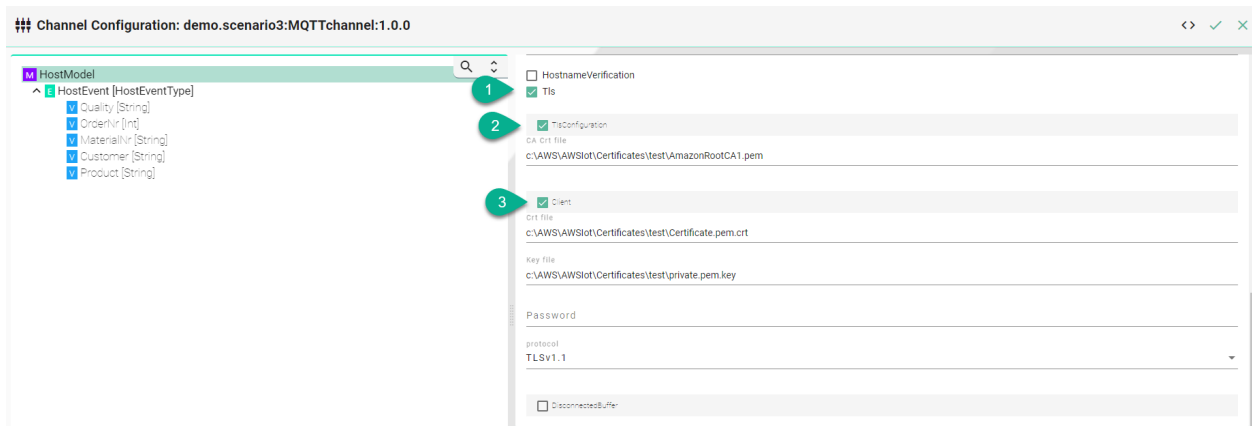 Channel Configuration: demo.scenario3:MQTTchannel:1.0.0
M HostModel
E HostEvent [HostEventType]
V Quality [String]
V OrderNr [Int]
V MaterialNr [String]
V Customer [String]
V Product [String]
HostnameVerification
1 Tls
2 TlsConfiguration
CA Crt file
c:\AWS\AWSIot\Certificates\test\AmazonRootCA1.pem
3 Client
Crt file
c:\AWS\AWSIot\Certificates\test\Certificate.pem.crt
Key file
c:\AWS\AWSIot\Certificates\test\private.pem.key
Password
protocol
TLSv1.1
DisconnectedBuffer